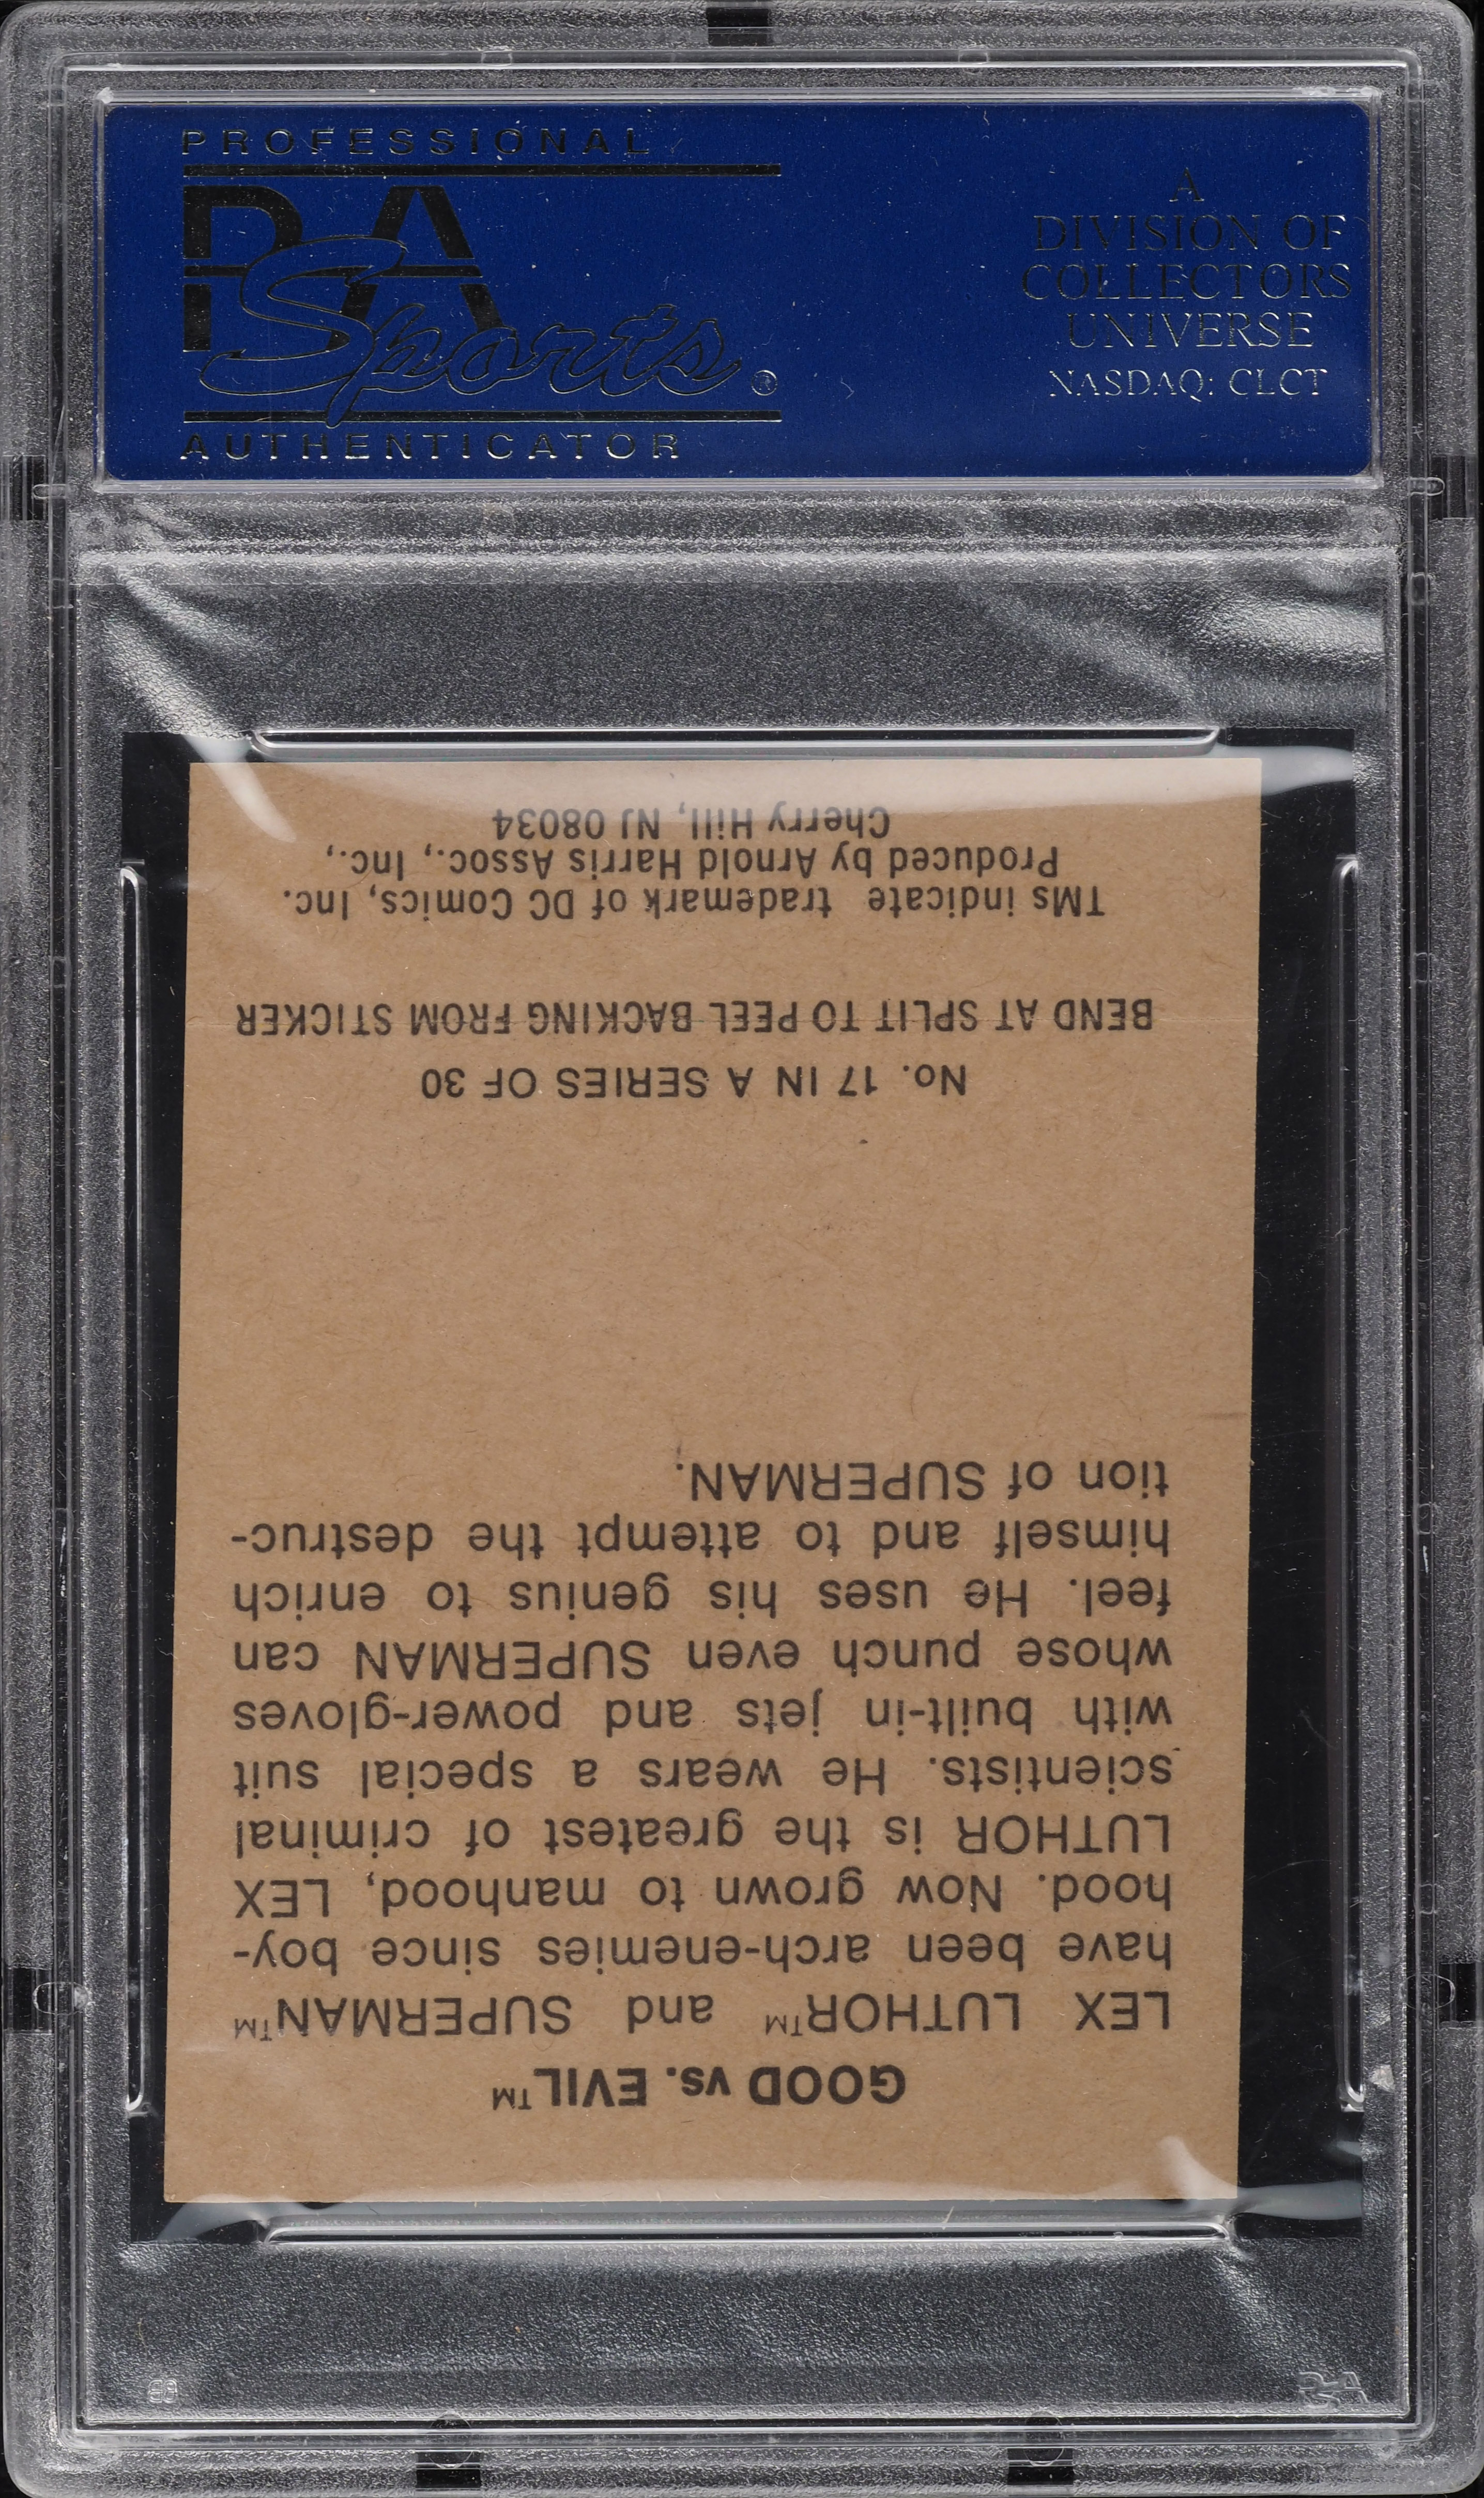 PROFESSIONAL
PSA
Sports®
AUTHENTICATOR
A
DIVISION OF
COLLECTORS
UNIVERSE
NASDAQ: CLCT
GOOD vs. EVIL™
LEX LUTHOR™ and SUPERMAN™
have been arch-enemies since boy-
hood. Now grown to manhood, LEX
LUTHOR is the greatest of criminal
scientists. He wears a special suit
with built-in jets and power-gloves
whose punch even SUPERMAN can
feel. He uses his genius to enrich
himself and to attempt the destruc-
tion of SUPERMAN.
No. 17 IN A SERIES OF 30
BEND AT SPLIT TO PEEL BACKING FROM STICKER
TMs indicate trademark of DC Comics, Inc.
Produced by Arnold Harris Assoc., Inc.,
Cherry Hill, NJ 08034
PSA